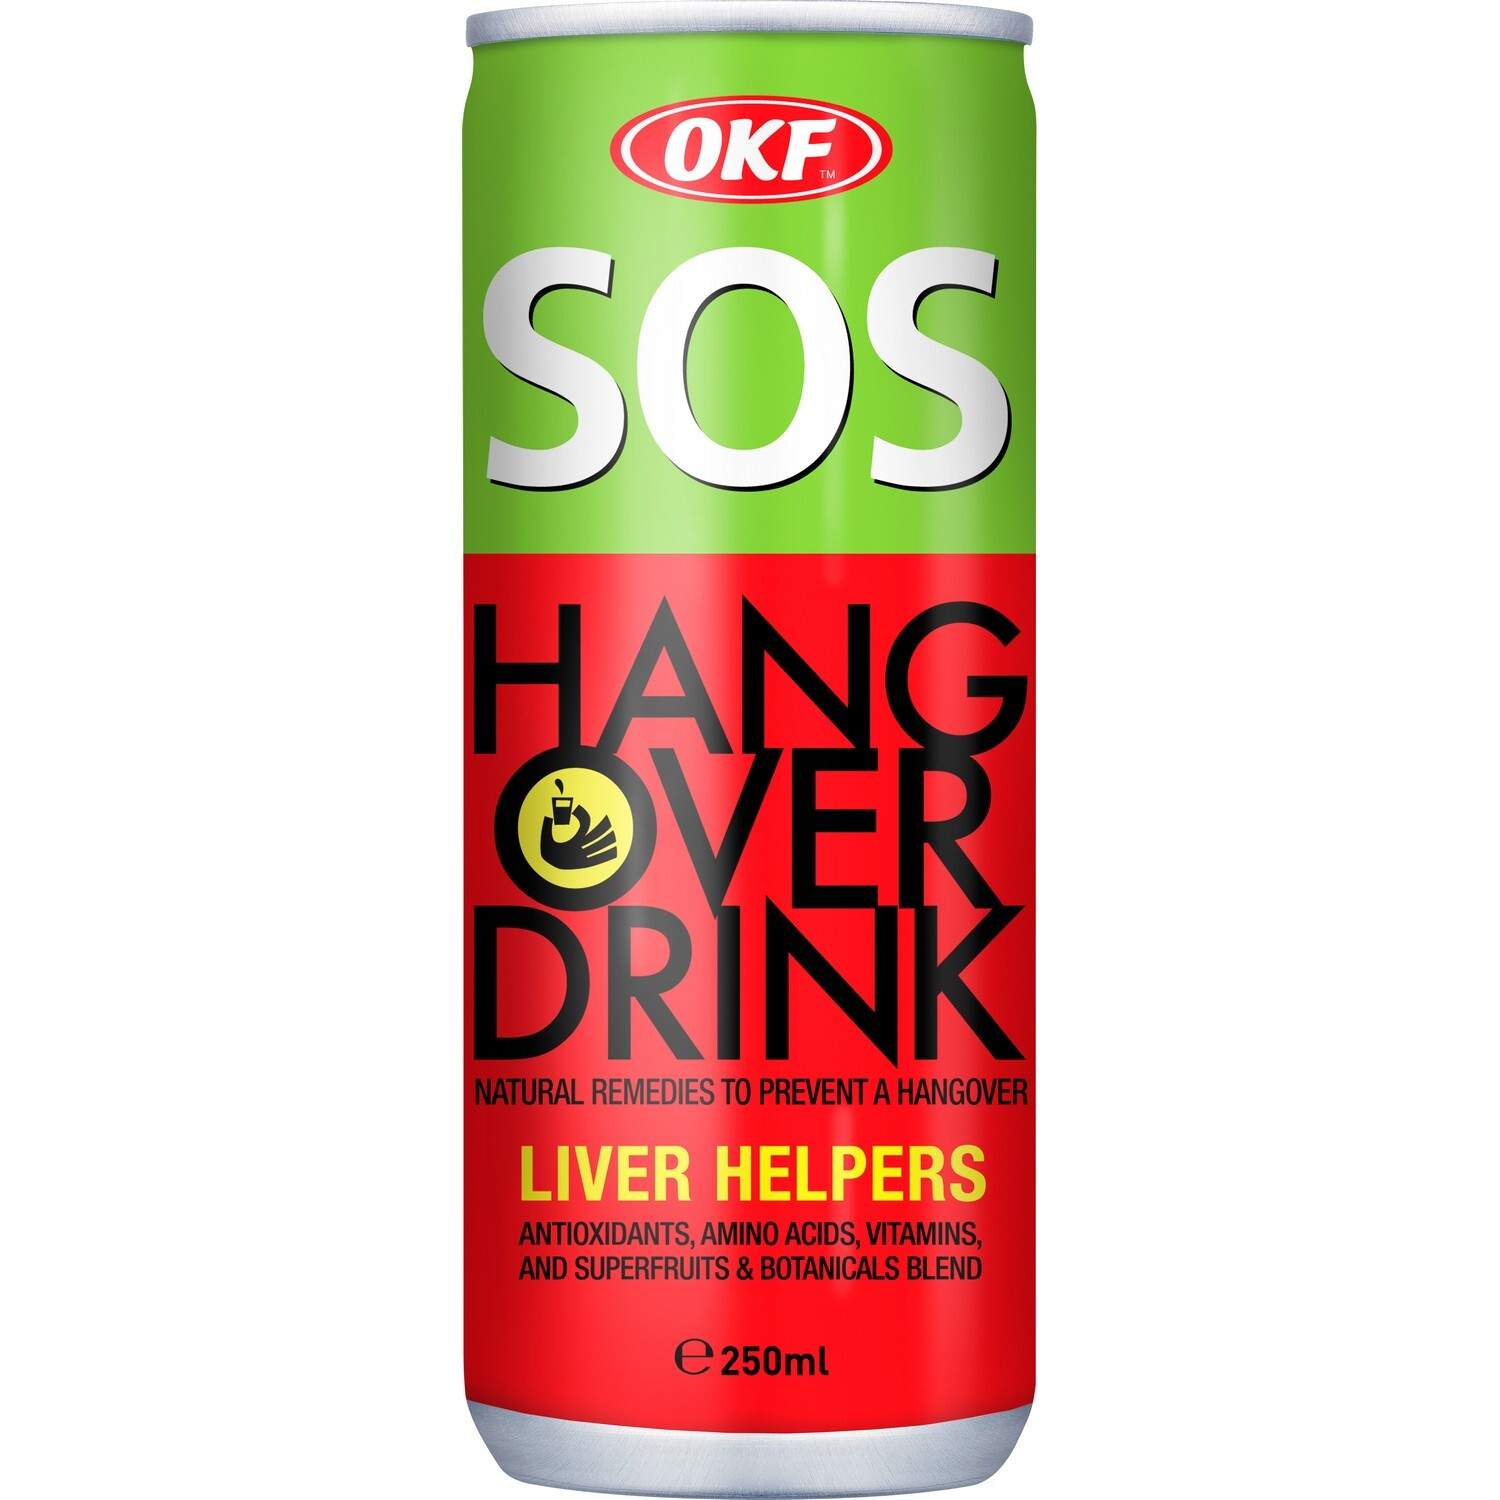 OKF
TM
SOS
HANG
OVER
DRINK
NATURAL REMEDIES TO PREVENT A HANGOVER
LIVER HELPERS
ANTIOXIDANTS, AMINO ACIDS, VITAMINS,
AND SUPERFRUITS & BOTANICALS BLEND
℮ 250ml